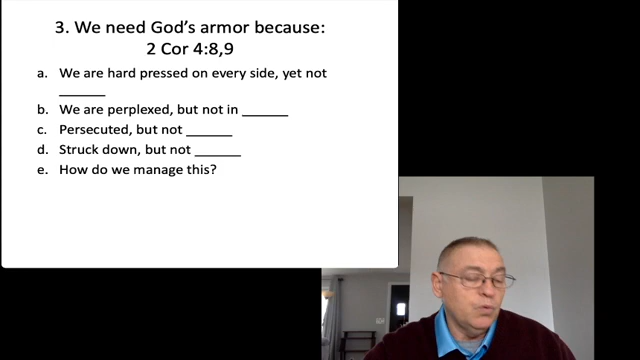 3. We need God's armor because:
2 Cor 4:8,9
a. We are hard pressed on every side, yet not
______
b. We are perplexed, but not in ______
c. Persecuted, but not ______
d. Struck down, but not ______
e. How do we manage this?